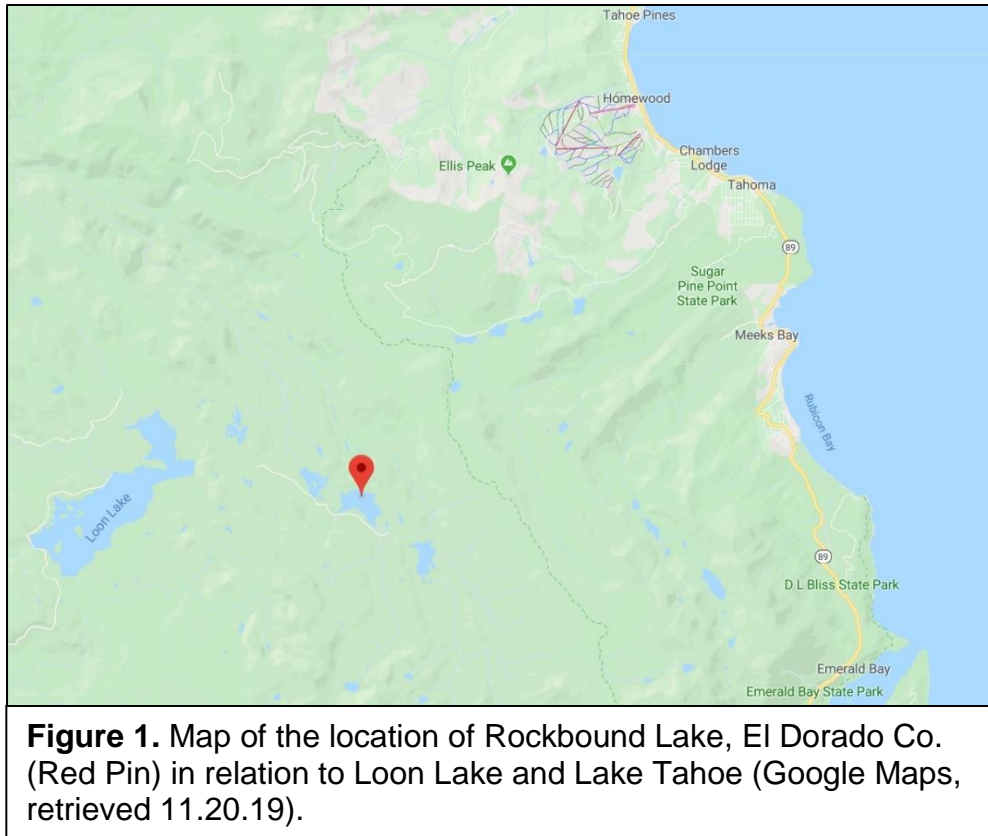 Tahoe Pines
Homewood
Chambers
Lodge
Ellis Peak
Tahoma
89
Sugar
Pine Point
State Park
Meeks Bay
Rubicon Bay
Loon Lake
89
D L Bliss State Park
Emerald Bay
Emerald Bay State Park
Figure 1. Map of the location of Rockbound Lake, El Dorado Co.
(Red Pin) in relation to Loon Lake and Lake Tahoe (Google Maps,
retrieved 11.20.19).